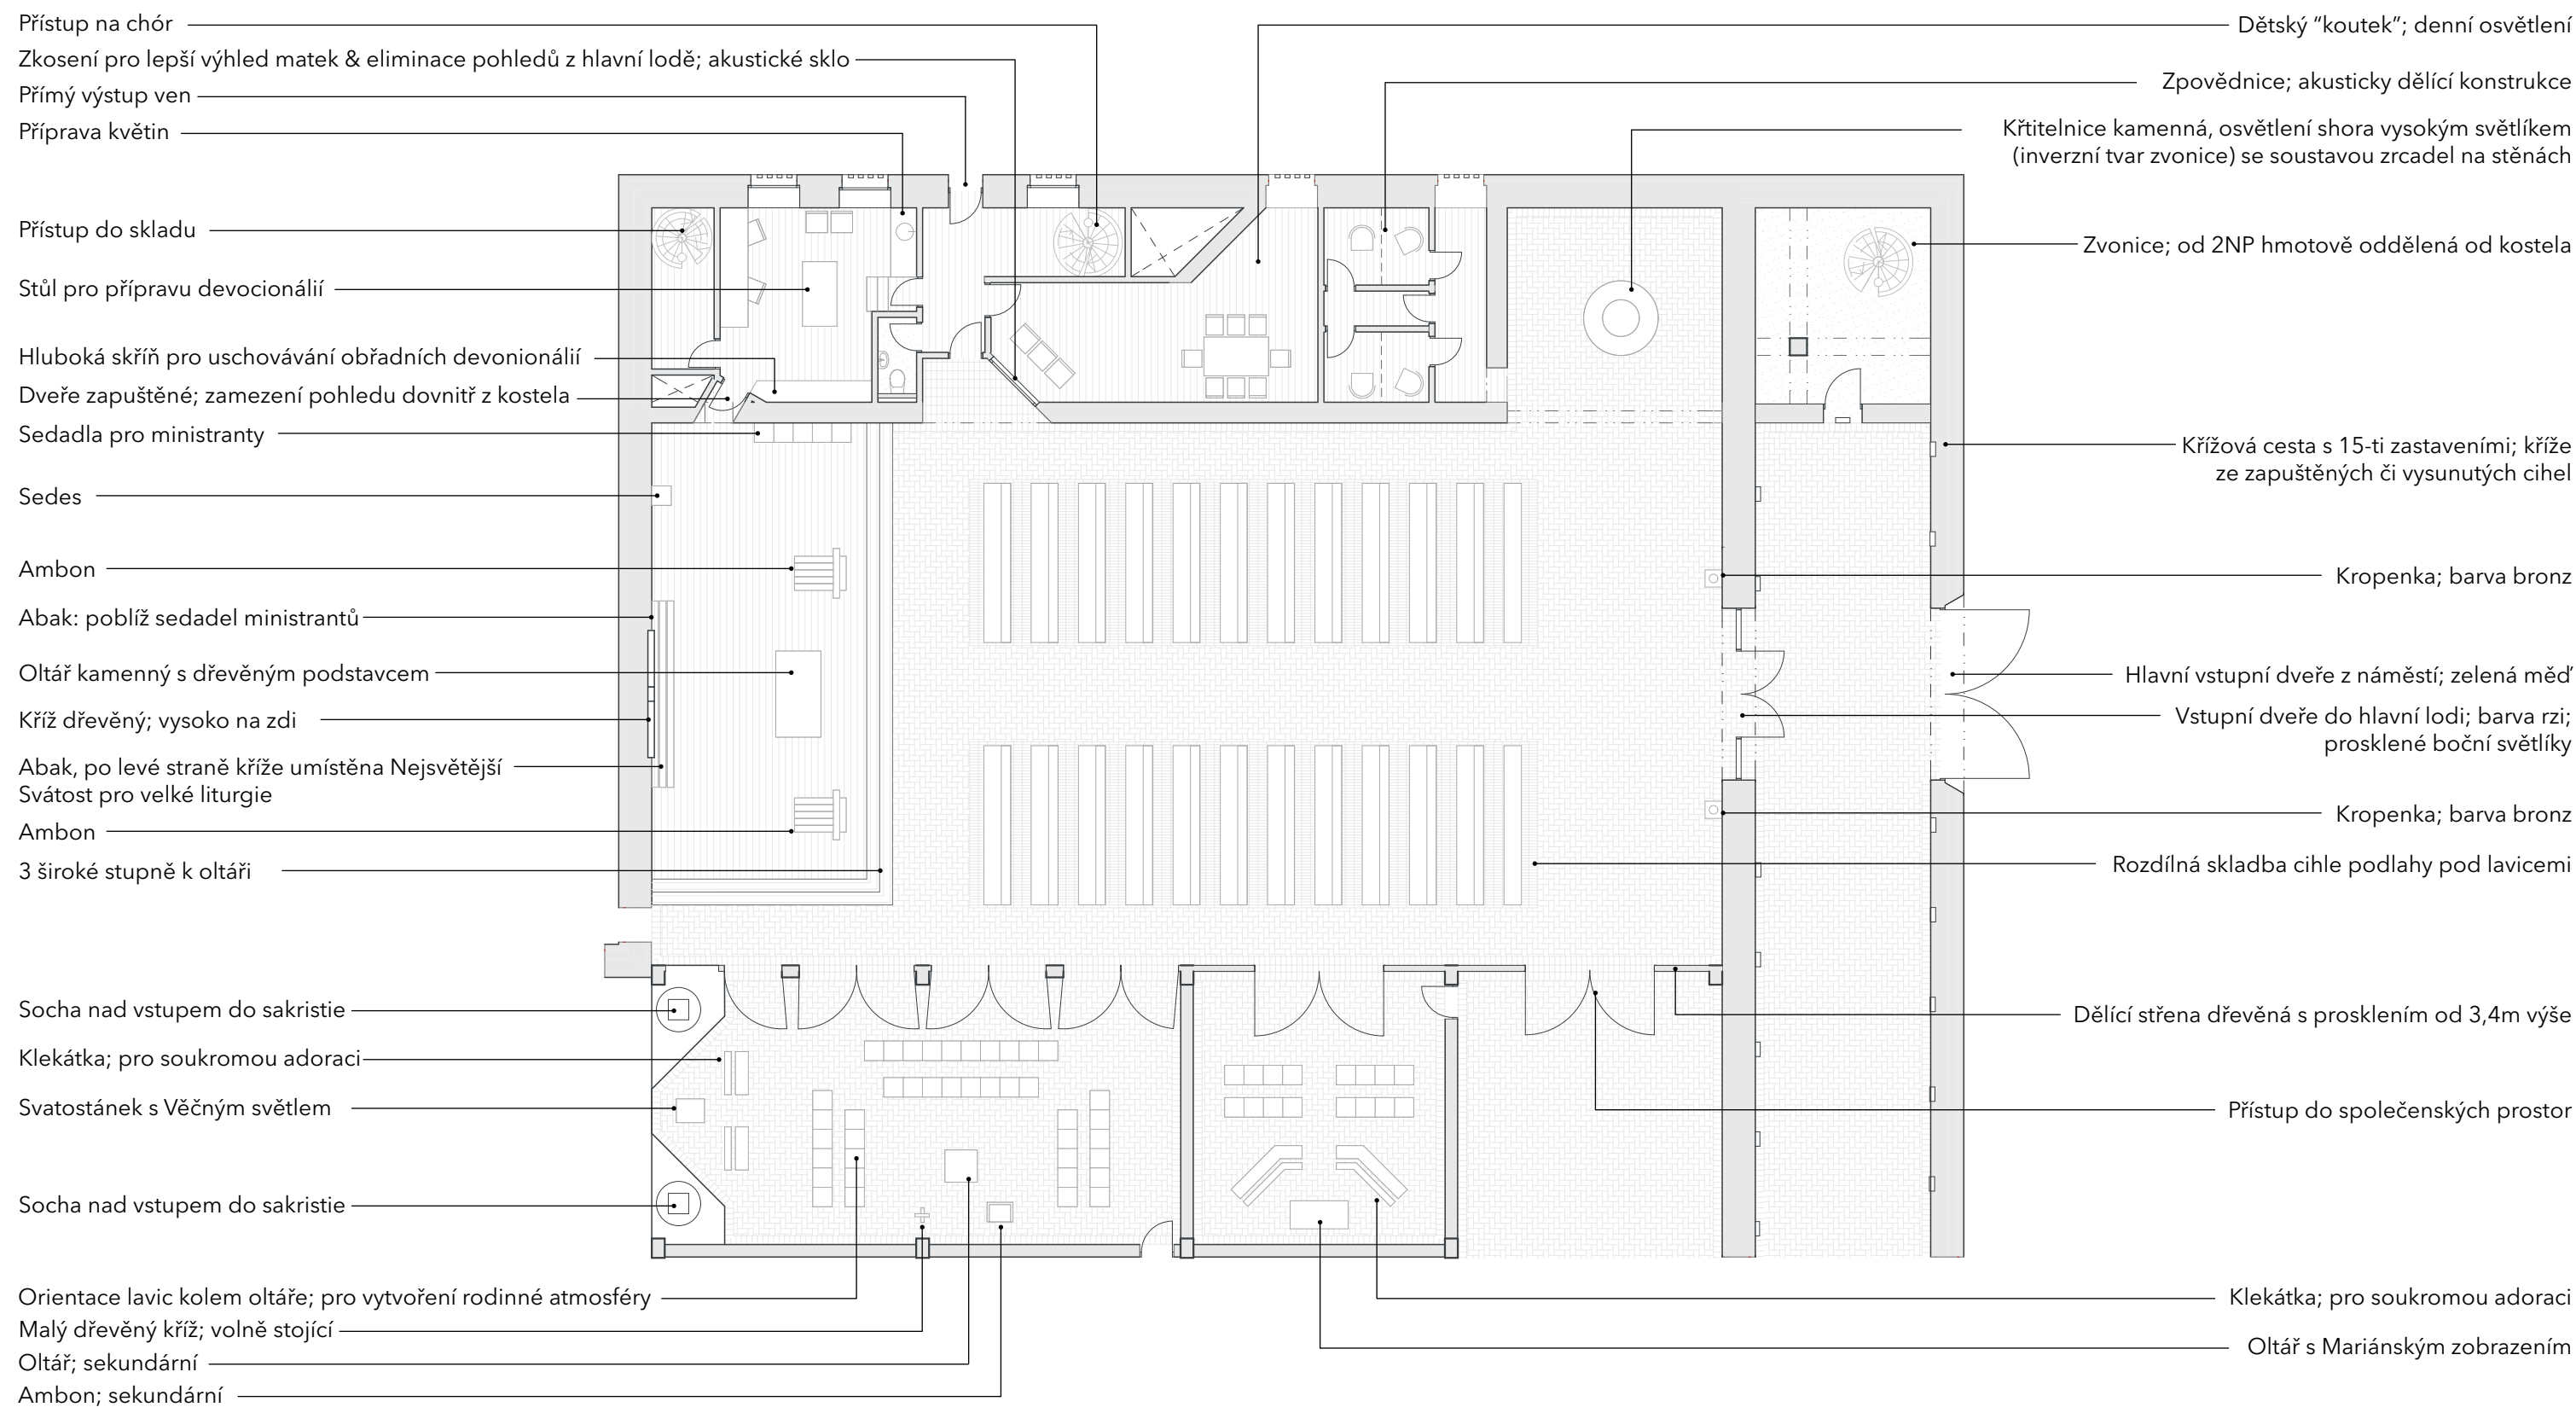 Přístup na chór
Zkosení pro lepší výhled matek & eliminace pohledů z hlavní lodě; akustické sklo
Přímý výstup ven
Příprava květin
Přístup do skladu
Stůl pro přípravu devocionálií
Hluboká skříň pro uschovávání obřadních devonionálií
Dveře zapuštěné; zamezení pohledu dovnitř z kostela
Sedadla pro ministranty
Sedes
Ambon
Abak: poblíž sedadel ministrantů
Oltář kamenný s dřevěným podstavcem
Kříž dřevěný; vysoko na zdi
Abak, po levé straně kříže umístěna Nejsvětější
Svátost pro velké liturgie
Ambon
3 široké stupně k oltáři
Socha nad vstupem do sakristie
Klekátka; pro soukromou adoraci
Svatostánek s Věčným světlem
Socha nad vstupem do sakristie
Orientace lavic kolem oltáře; pro vytvoření rodinné atmosféry
Malý dřevěný kříž; volně stojící
Oltář; sekundární
Ambon; sekundární
Dětský “koutek”; denní osvětlení
Zpovědnice; akusticky dělící konstrukce
Křtitelnice kamenná, osvětlení shora vysokým světlíkem
(inverzní tvar zvonice) se soustavou zrcadel na stěnách
Zvonice; od 2NP hmotově oddělená od kostela
Křížová cesta s 15-ti zastaveními; kříže
ze zapuštěných či vysunutých cihel
Kropenka; barva bronz
Hlavní vstupní dveře z náměstí; zelená měď
Vstupní dveře do hlavní lodi; barva rzi;
prosklené boční světlíky
Kropenka; barva bronz
Rozdílná skladba cihle podlahy pod lavicemi
Dělící střena dřevěná s prosklením od 3,4m výše
Přístup do společenských prostor
Klekátka; pro soukromou adoraci
Oltář s Mariánským zobrazením